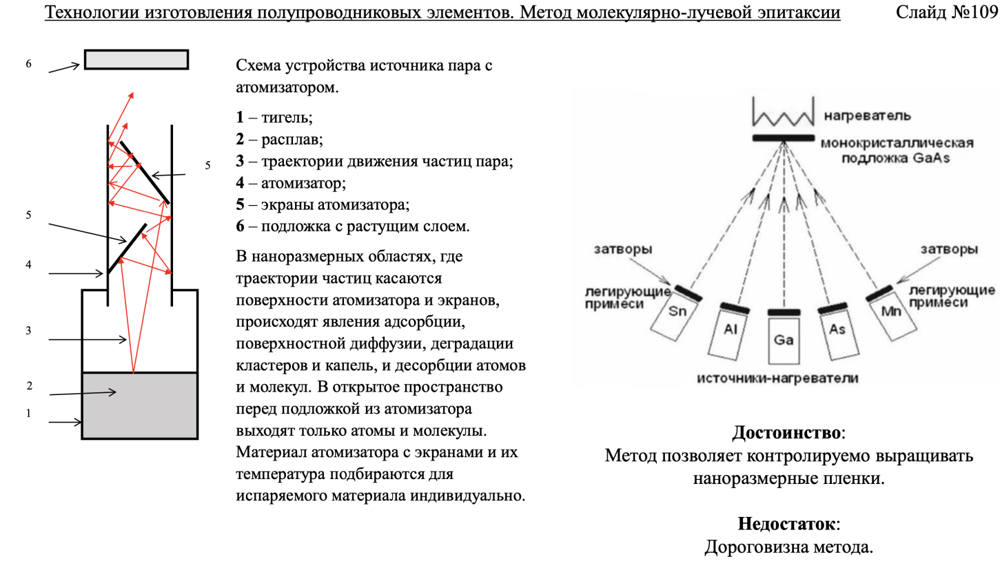 Технологии изготовления полупроводниковых элементов. Метод молекулярно-лучевой эпитаксии
Слайд №109
6
5
5
4
3
2
1
Схема устройства источника пара с
атомизатором.
1 – тигель;
2 – расплав;
3 – траектории движения частиц пара;
4 – атомизатор;
5 – экраны атомизатора;
6 – подложка с растущим слоем.
В наноразмерных областях, где
траектории частиц касаются
поверхности атомизатора и экранов,
происходят явления адсорбции,
поверхностной диффузии, деградации
кластеров и капель, и десорбции атомов
и молекул. В открытое пространство
перед подложкой из атомизатора
выходят только атомы и молекулы.
Материал атомизатора с экранами и их
температура подбираются для
испаряемого материала индивидуально.
нагреватель
монокристаллическая
подложка GaAs
затворы
затворы
легирующие
примеси
легирующие
примеси
Sn
Al
Ga
As
Mn
источники-нагреватели
Достоинство:
Метод позволяет контролируемо выращивать
наноразмерные пленки.
Недостаток:
Дороговизна метода.